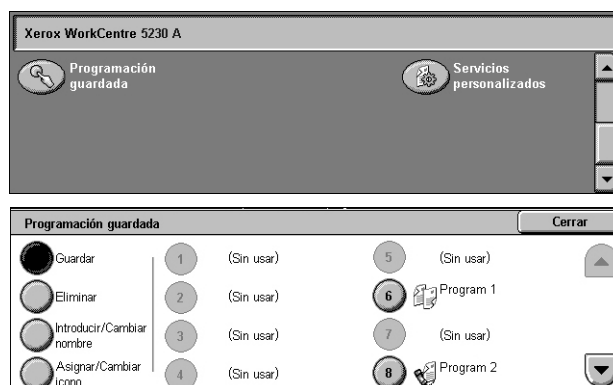 Xerox WorkCentre 5230 A
Programación
guardada
Servicios
personalizados
Programación guardada
Cerrar
Guardar
1 (Sin usar)
5 (Sin usar)
Eliminar
2 (Sin usar)
6 Program 1
Introducir/Cambiar
nombre
3 (Sin usar)
7 (Sin usar)
Asignar/Cambiar
icono
4 (Sin usar)
8 Program 2